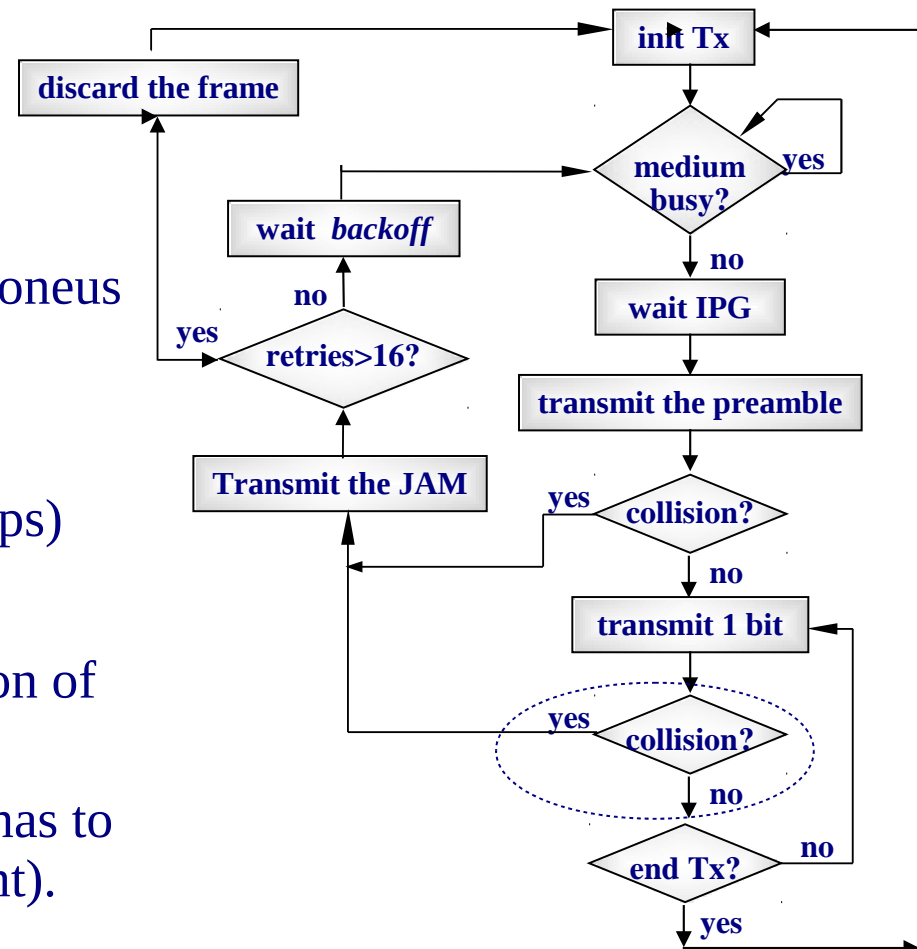 oneus
ps)
on of
has to
nt).
init Tx
discard the frame
medium
busy?
yes
wait backoff
no
no
wait IPG
yes
retries>16?
transmit the preamble
Transmit the JAM
yes
collision?
no
transmit 1 bit
yes
collision?
no
end Tx?
no
yes